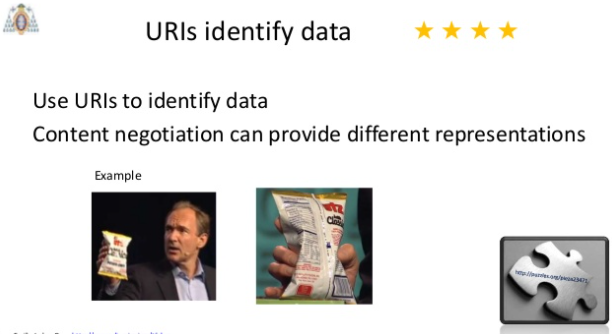 URIs identify data
Use URIs to identify data
Content negotiation can provide different representations
Example